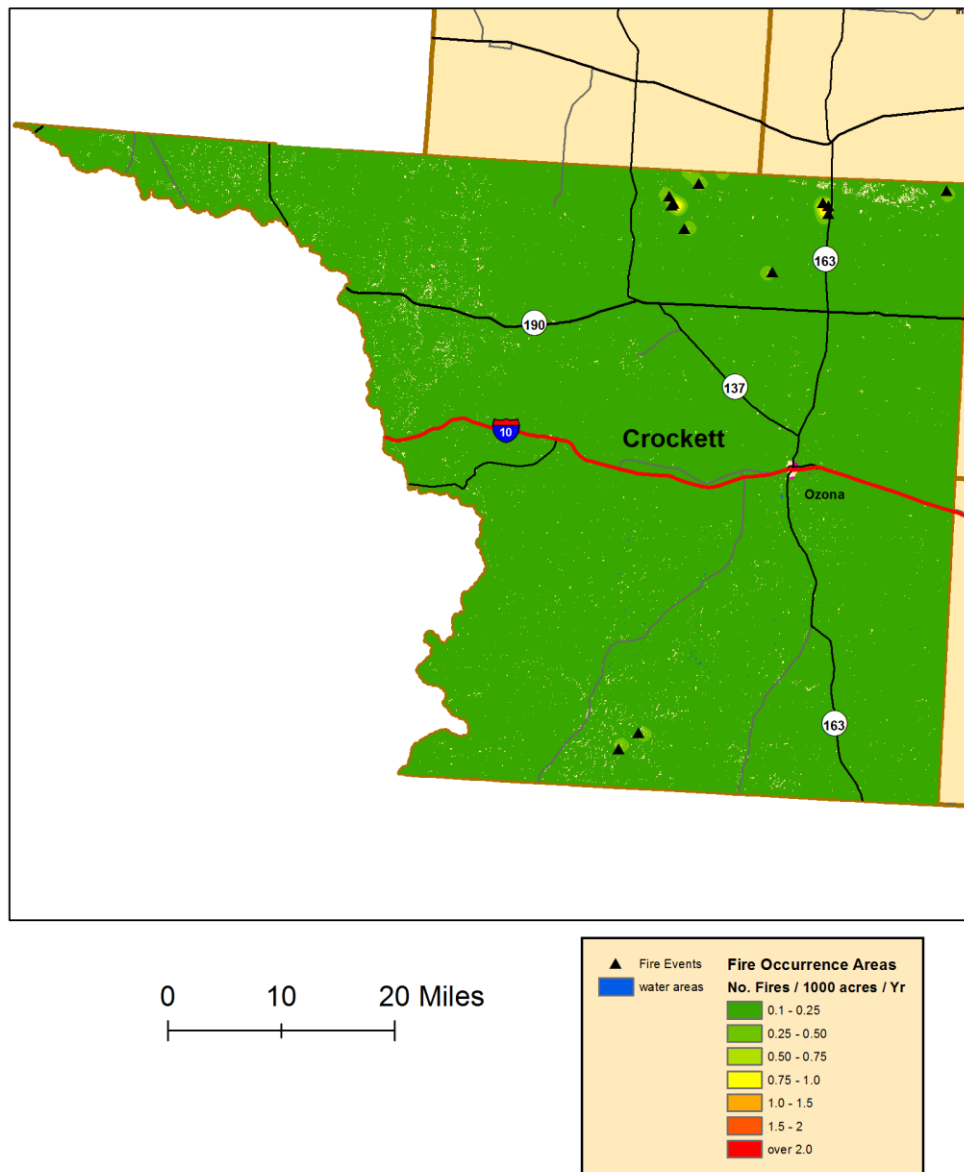 163
190
137
10
Crockett
Ozona
163
0 10 20 Miles
Fire Events
water areas
Fire Occurrence Areas
No. Fires / 1000 acres / Yr
0.1 - 0.25
0.25 - 0.50
0.50 - 0.75
0.75 - 1.0
1.0 - 1.5
1.5 - 2
over 2.0